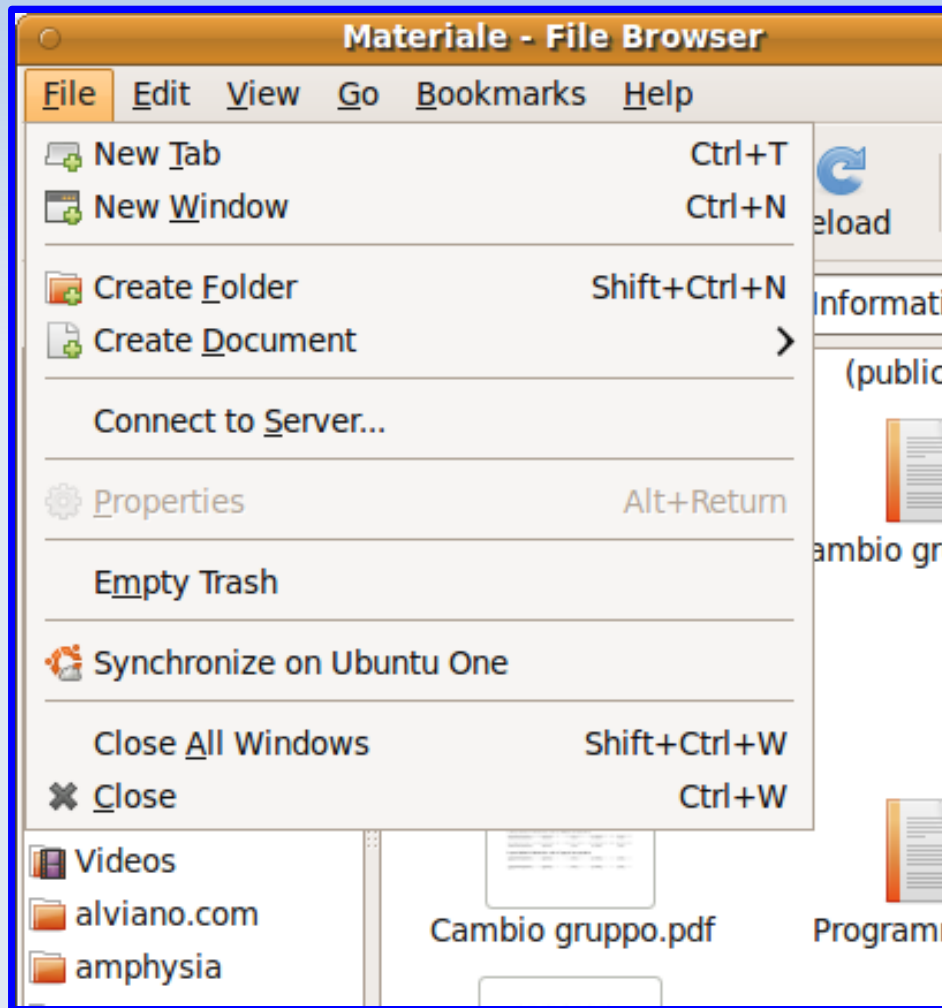 Materiale - File Browser
File Edit View Go Bookmarks Help
New Tab Ctrl+T
New Window Ctrl+N
Create Folder Shift+Ctrl+N
Create Document
Connect to Server...
Properties Alt+Return
Empty Trash
Synchronize on Ubuntu One
Close All Windows Shift+Ctrl+W
Close Ctrl+W
eload
Informati
(public
ambio gr
Videos
alviano.com
amphysia
Cambio gruppo.pdf
Program